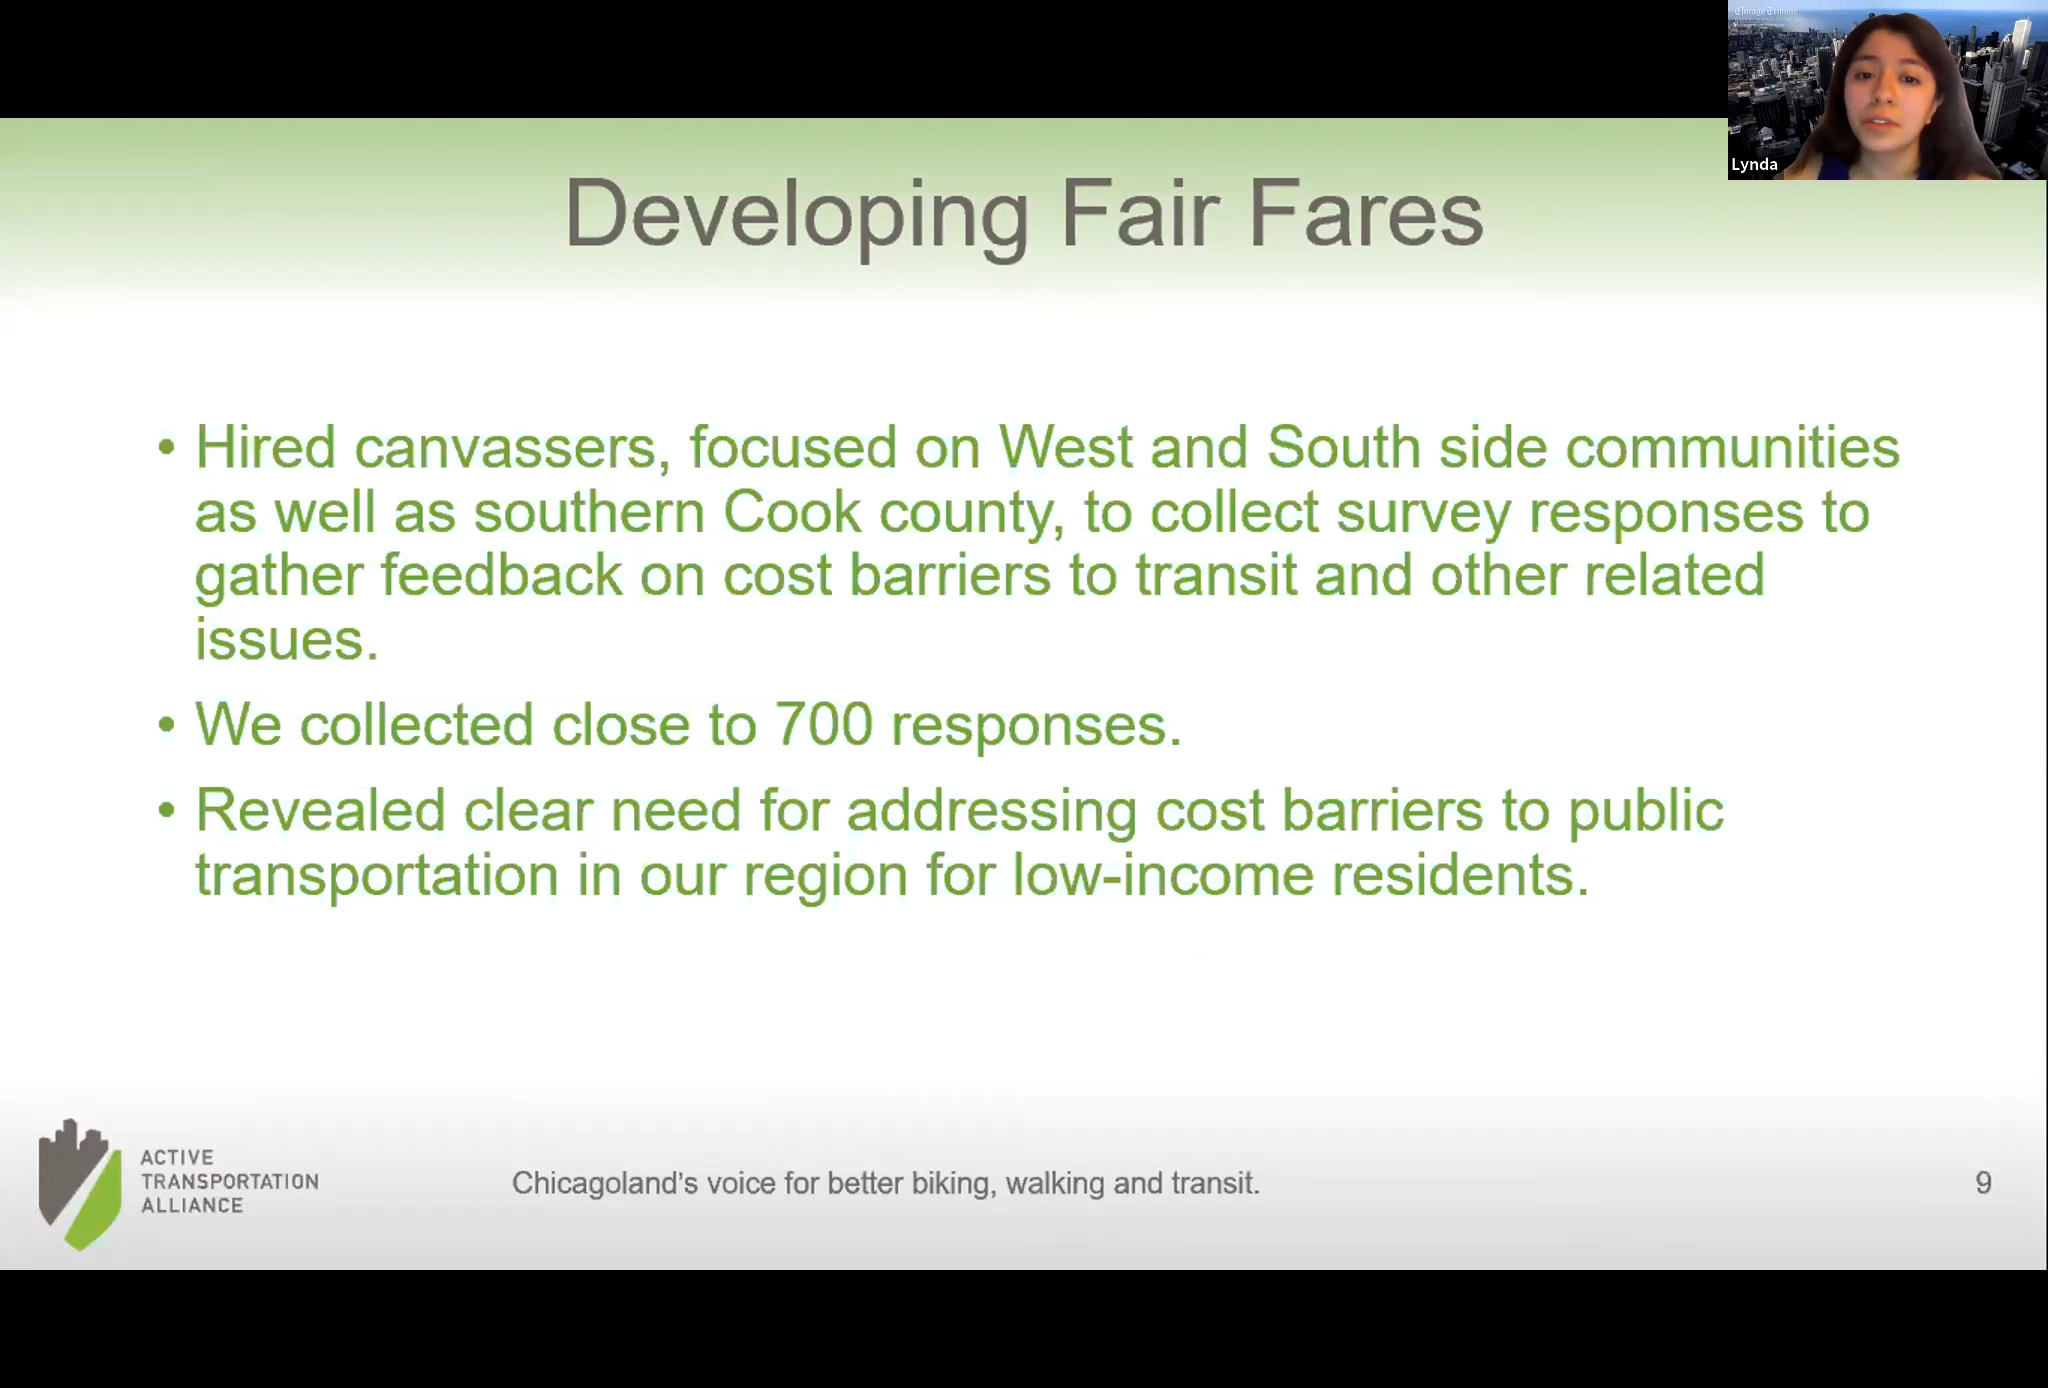 Chicago Tribune
Lynda
Developing Fair Fares
• Hired canvassers, focused on West and South side communities
as well as southern Cook county, to collect survey responses to
gather feedback on cost barriers to transit and other related
issues.
• We collected close to 700 responses.
• Revealed clear need for addressing cost barriers to public
transportation in our region for low-income residents.
ACTIVE
TRANSPORTATION
ALLIANCE
Chicagoland's voice for better biking, walking and transit.
9